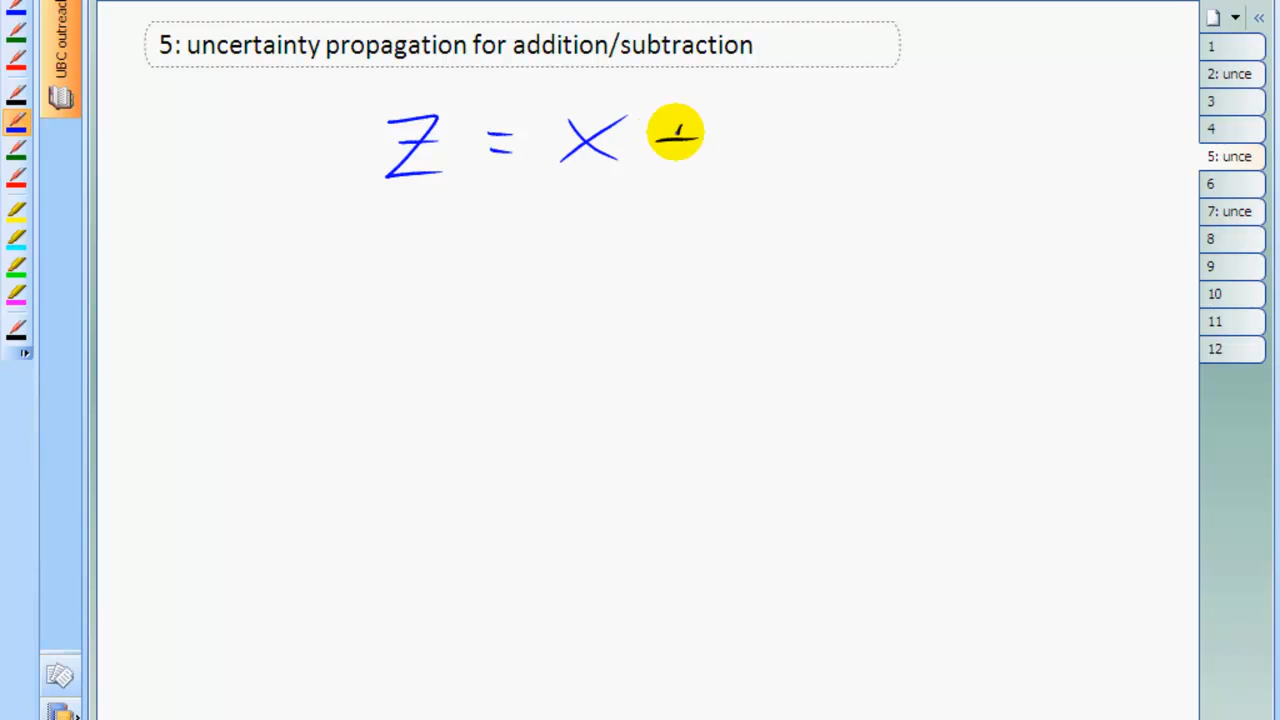 UBC outreach
5: uncertainty propagation for addition/subtraction
Z = X
1
2: unce
3
4
5: unce
6
7: unce
8
9
10
11
12